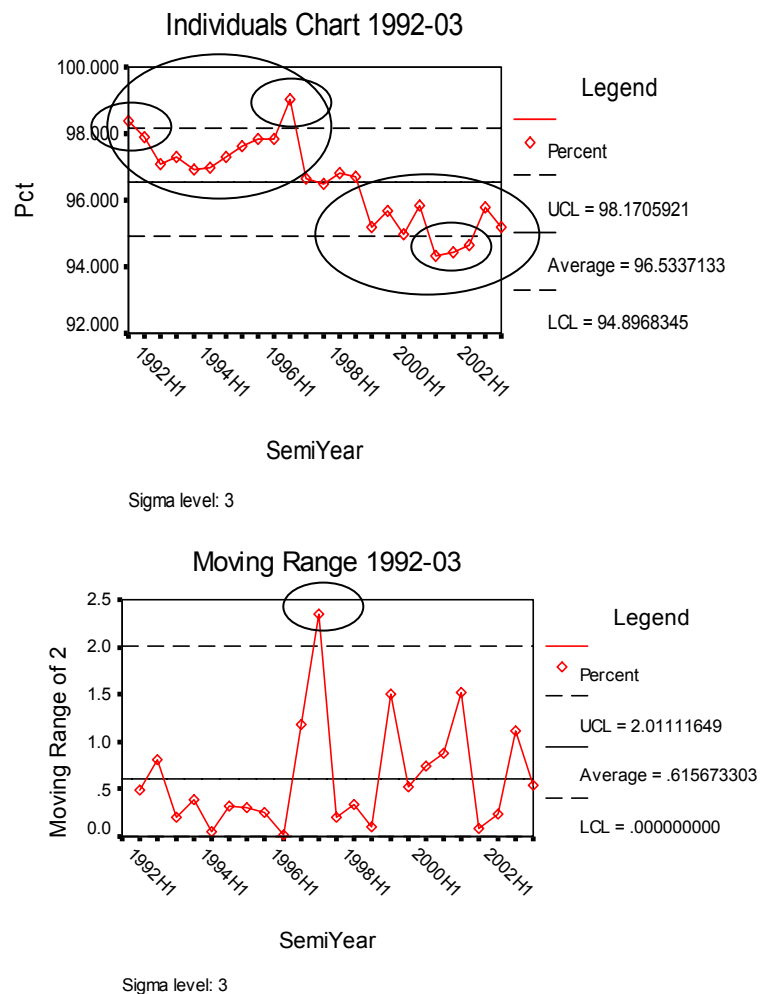 Individuals Chart 1992-03
100.000
98.000
96.000
94.000
92.000
Pct
1992H1
1994H1
1996H1
1998H1
2000H1
2002H1
SemiYear
Sigma level: 3
Legend
Percent
UCL = 98.1705921
Average = 96.5337133
LCL = 94.8968345
Moving Range 1992-03
2.5
2.0
1.5
1.0
.5
0.0
Moving Range of 2
1992H1
1994H1
1996H1
1998H1
2000H1
2002H1
SemiYear
Sigma level: 3
Legend
Percent
UCL = 2.01111649
Average = .615673303
LCL = .000000000